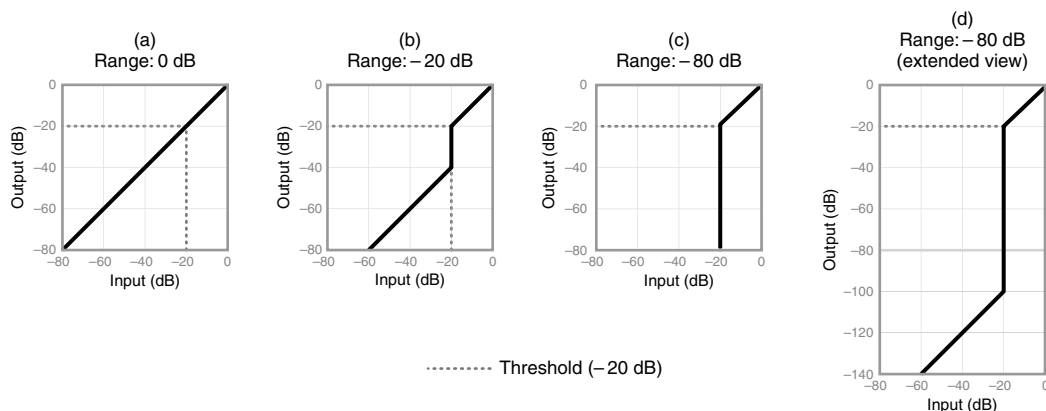 (a)
Range: 0 dB
0
−20
−40
−60
−80
Output (dB)
−80 −60 −40 −20 0
Input (dB)
(b)
Range: −20 dB
0
−20
−40
−60
−80
Output (dB)
−80 −60 −40 −20 0
Input (dB)
(c)
Range: −80 dB
0
−20
−40
−60
−80
Output (dB)
−80 −60 −40 −20 0
Input (dB)
(d)
Range: −80 dB
(extended view)
0
−20
−40
−60
−80
−100
−120
−140
Output (dB)
−80 −60 −40 −20 0
Input (dB)
Threshold (−20 dB)